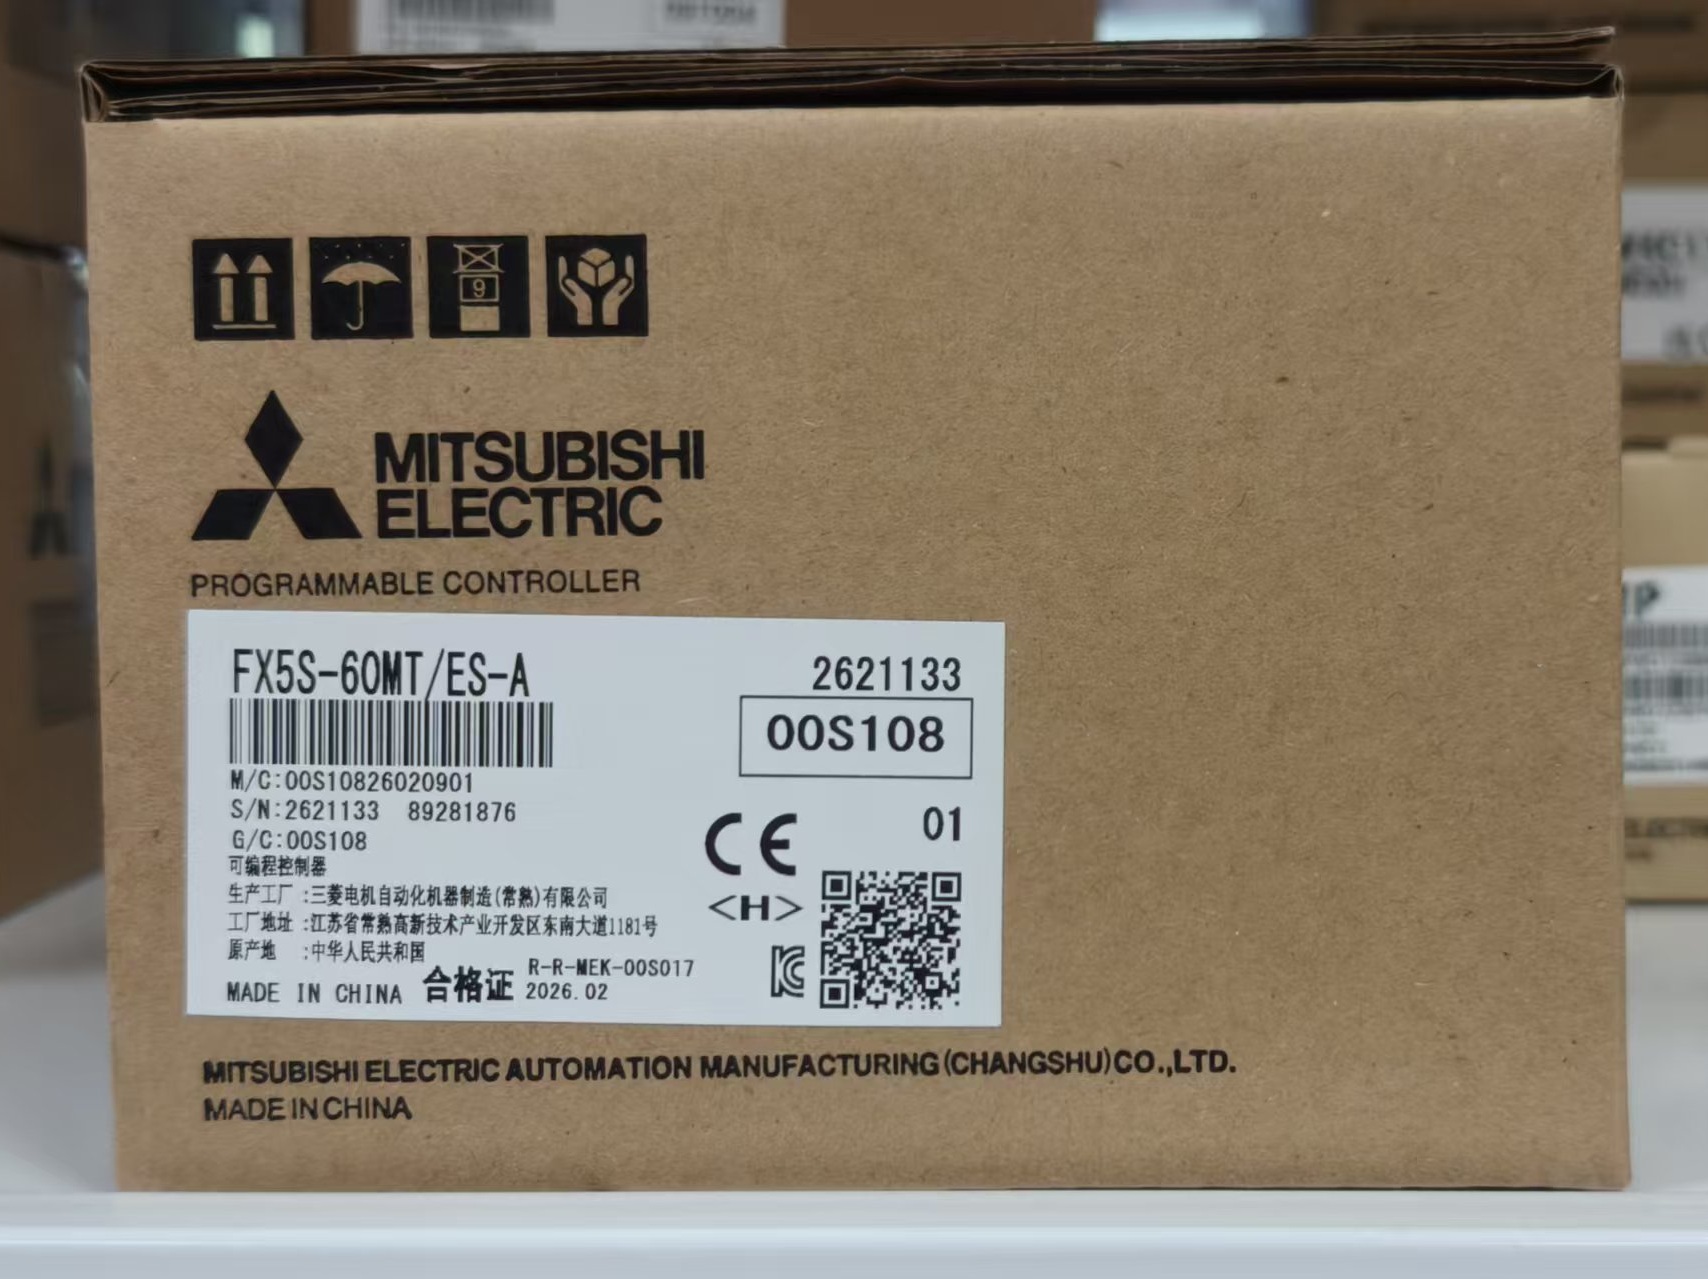 9
MITSUBISHI
ELECTRIC
PROGRAMMABLE CONTROLLER
FX5S-60MT/ES-A
2621133
00S108
M/C:00S10826020901
S/N:2621133 89281876
G/C:00S108
01
可编程控制器
生产工厂 :三菱电机自动化机器制造(常熟)有限公司
工厂地址 :江苏省常熟高新技术产业开发区东南大道1181号
原产地 :中华人民共和国
MADE IN CHINA 合格证
R-R-MEK-00S017
2026.02
CE
<H>
KC
MITSUBISHI ELECTRIC AUTOMATION MANUFACTURING(CHANGSHU)CO.,LTD.
MADE IN CHINA